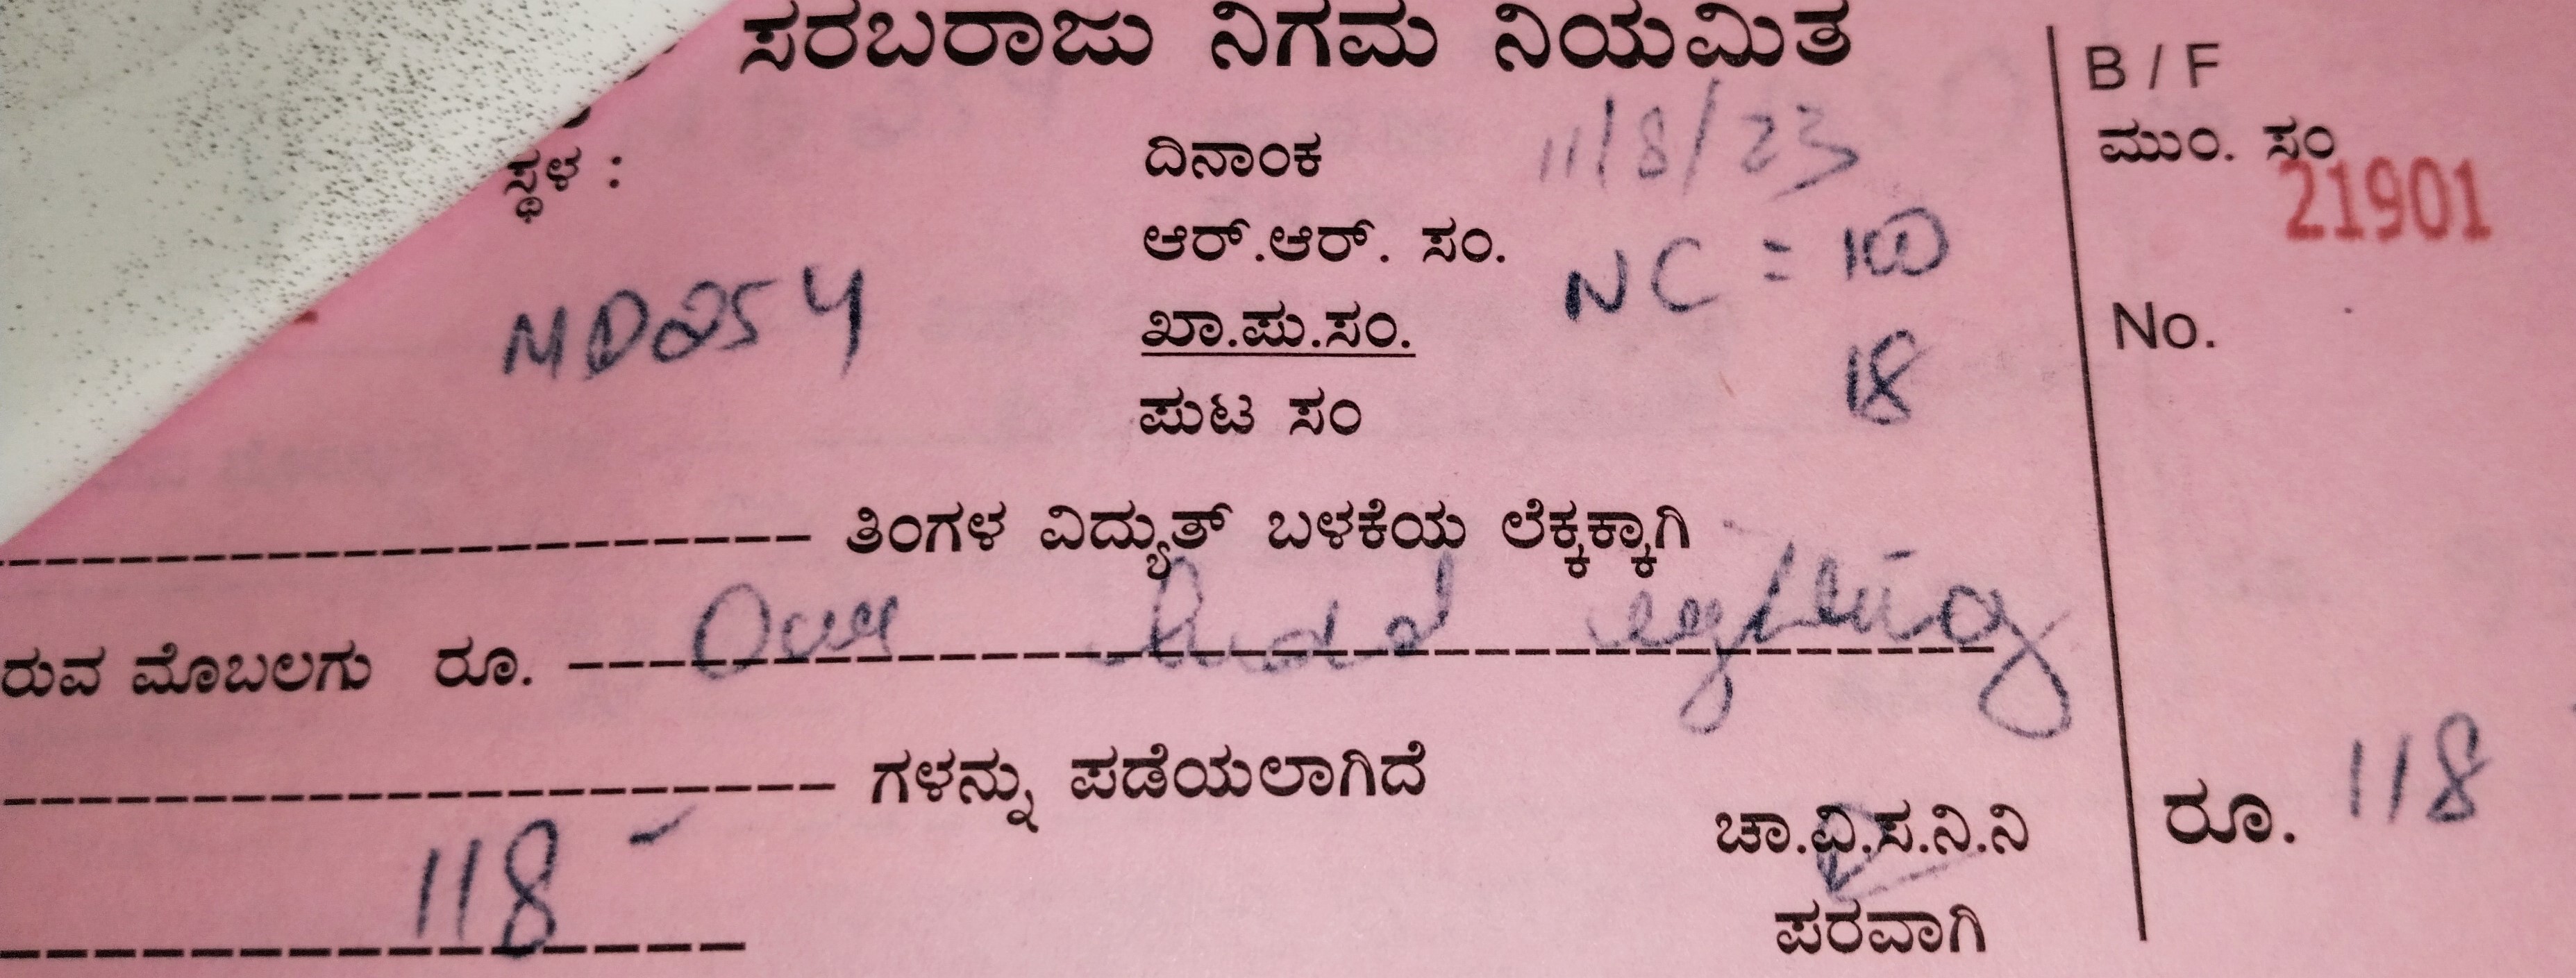 ಸರಬರಾಜು ನಿಗಮ ನಿಯಮಿತ
ಸ್ಥಳ :
ದಿನಾಂಕ 11/8/23
ಆರ್.ಆರ್. ಸಂ. NC = 100
MD254
ಖಾ.ಪು.ಸಂ.
18
ಪುಟ ಸಂ
ತಿಂಗಳ ವಿದ್ಯುತ್ ಬಳಕೆಯ ಲೆಕ್ಕಕ್ಕಾಗಿ
ರುವ ಮೊಬಲಗು ರೂ. One
ಗಳನ್ನು ಪಡೆಯಲಾಗಿದೆ
118
ಚಾ.ವಿ.ಸ.ನಿ.ನಿ
ಪರವಾಗಿ
B / F
ಮುಂ. ಸಂ
21901
No.
ರೂ. 118